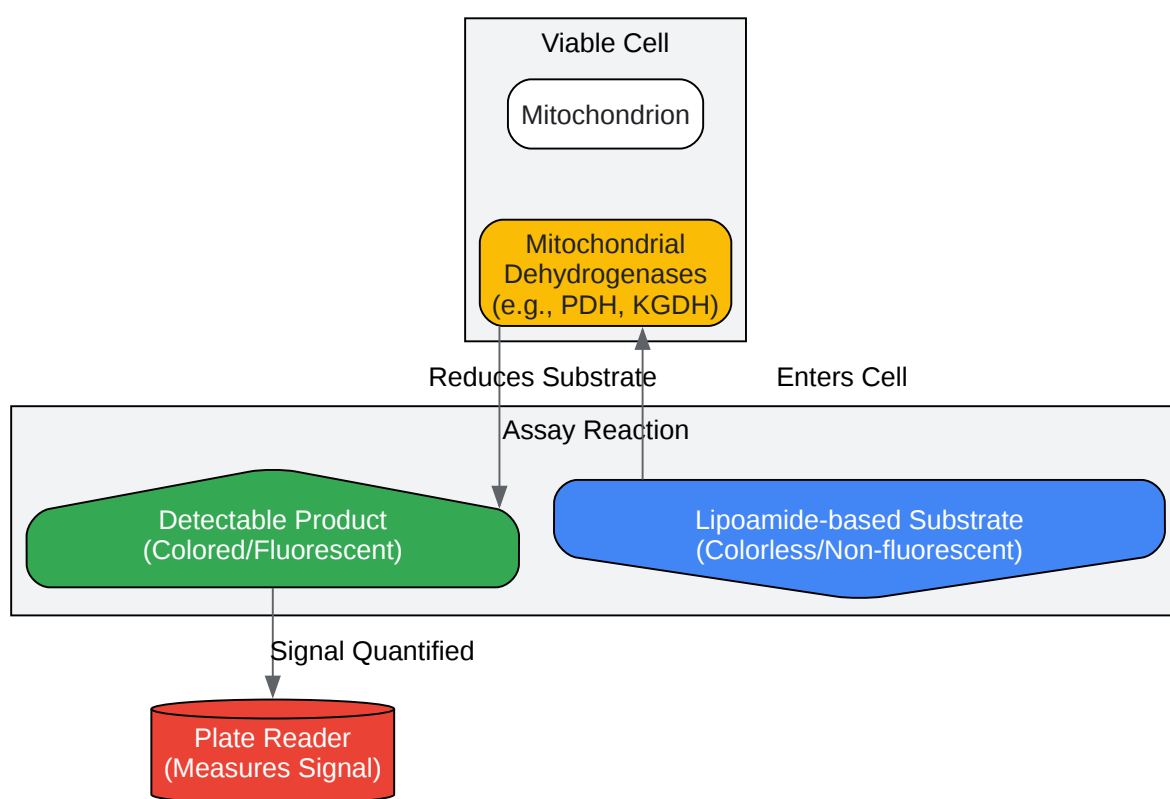 Viable Cell
Mitochondrion
Mitochondrial
Dehydrogenases
(e.g., PDH, KGDH)
Reduces Substrate
Enters Cell
Assay Reaction
Detectable Product
(Colored/Fluorescent)
Lipoamide-based Substrate
(Colorless/Non-fluorescent)
Signal Quantified
Plate Reader
(Measures Signal)